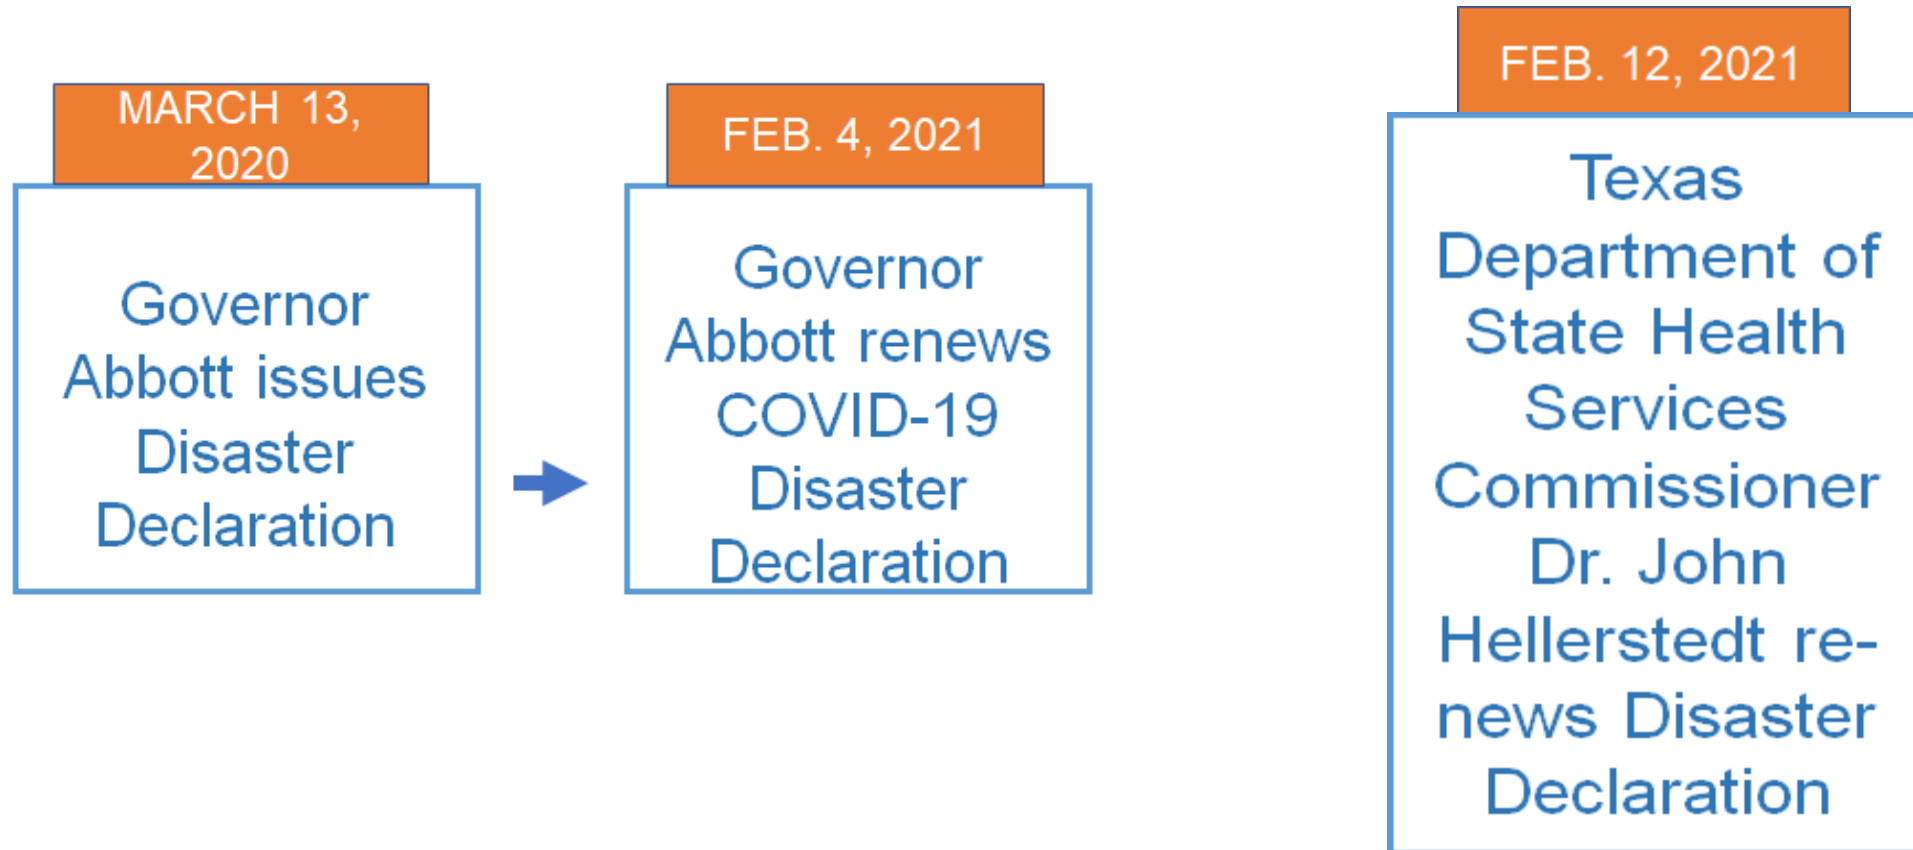 MARCH 13,
2020
Governor
Abbott issues
Disaster
Declaration
FEB. 4, 2021
Governor
Abbott renews
COVID-19
Disaster
Declaration
FEB. 12, 2021
Texas
Department of
State Health
Services
Commissioner
Dr. John
Hellerstedt re-
news Disaster
Declaration